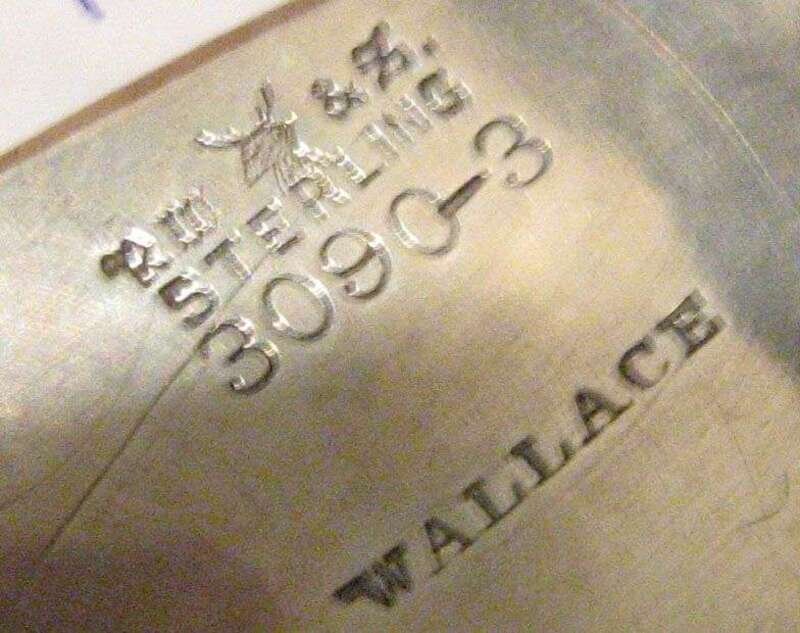 R W & S.
STERLING
3090-3
WALLACE